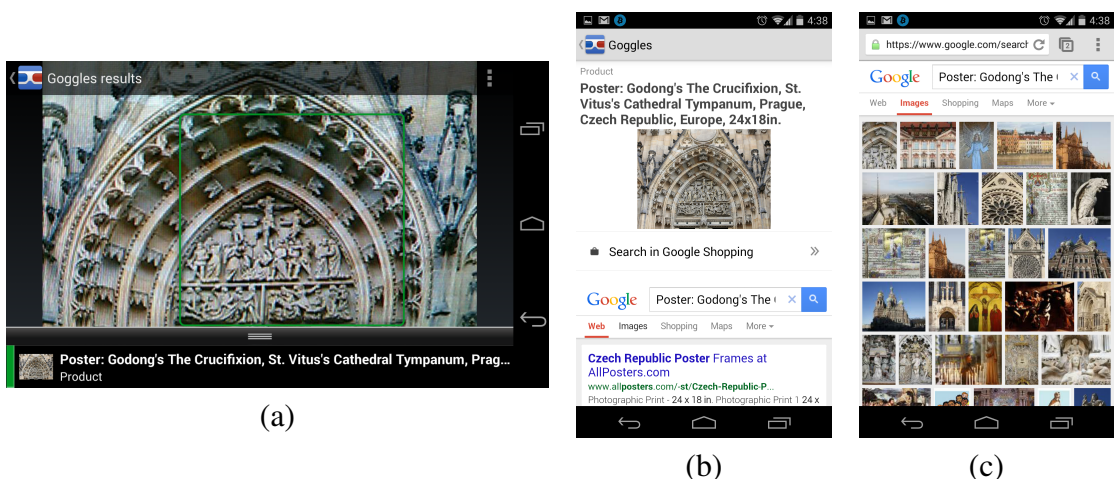 Goggles results
Poster: Godong's The Crucifixion, St. Vitus's Cathedral Tympanum, Prag...
Product
(a)
4:38
Goggles
Product
Poster: Godong's The Crucifixion, St.
Vitus's Cathedral Tympanum, Prague,
Czech Republic, Europe, 24x18in.
Search in Google Shopping
Google Poster: Godong's The
Web Images Shopping Maps More
Czech Republic Poster Frames at
AllPosters.com
www.allposters.com/-st/Czech-Republic-P...
Photographic Print - 24 x 18 in. Photographic Print 1 24 x
(b)
4:38
https://www.google.com/search
2
Google Poster: Godong's The
Web Images Shopping Maps More
(c)